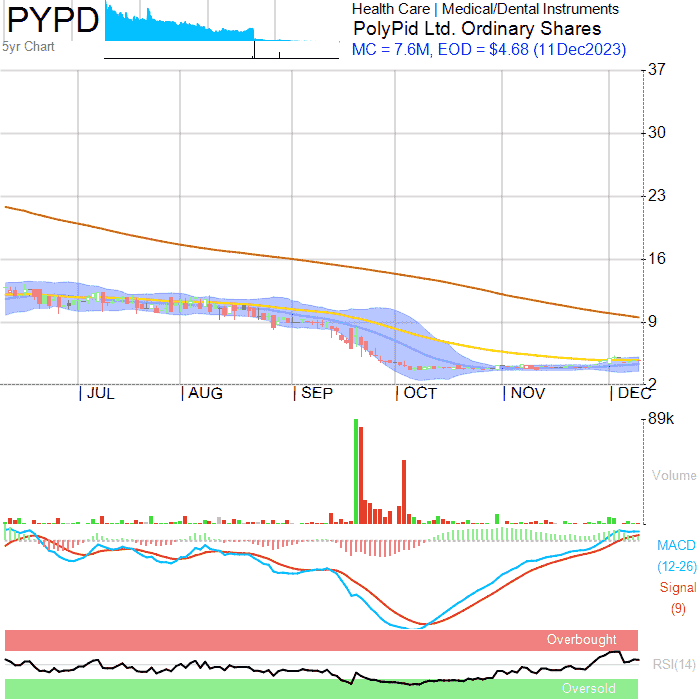 PYPD
5yr Chart
Health Care | Medical/Dental Instruments
PolyPid Ltd. Ordinary Shares
MC = 7.6M, EOD = $4.68 (11Dec2023)
37
30
23
16
9
2
JUL
AUG
SEP
OCT
NOV
DEC
89k
Volume
MACD
(12-26)
Signal
(9)
Overbought
RSI(14)
Oversold